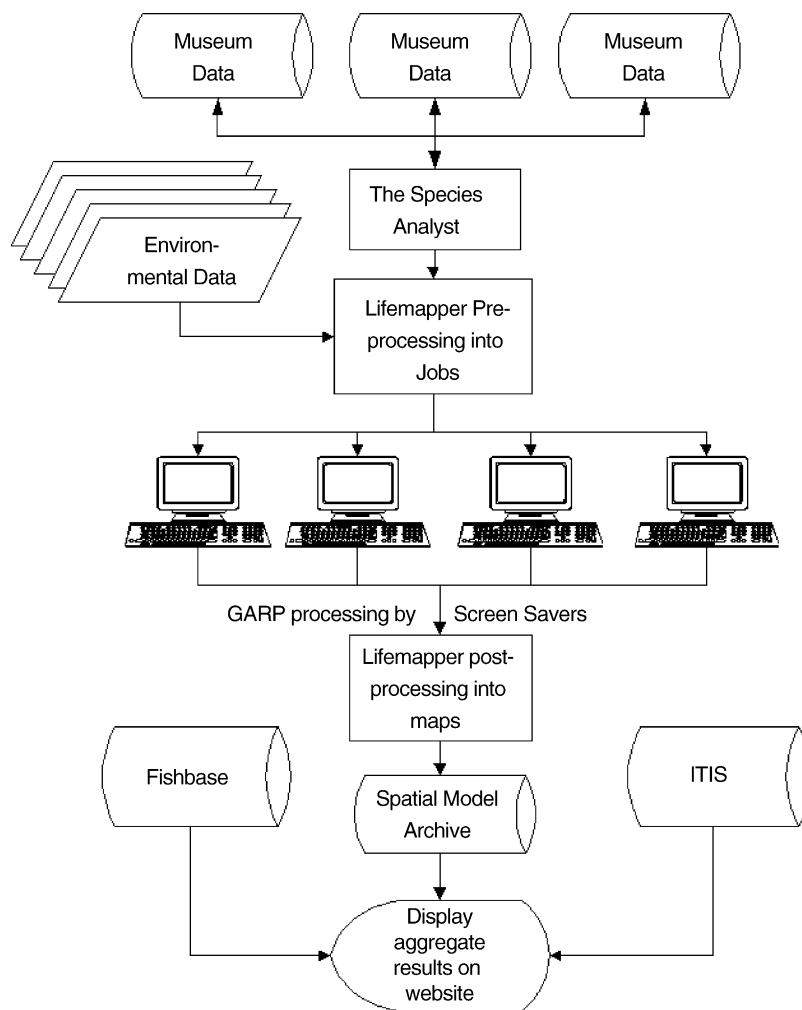 Museum
Data
Museum
Data
Museum
Data
The Species
Analyst
Environ-
mental Data
Lifemapper Pre-
processing into
Jobs
GARP processing by Screen Savers
Lifemapper post-
processing into
maps
Fishbase
ITIS
Spatial Model
Archive
Display
aggregate
results on
website